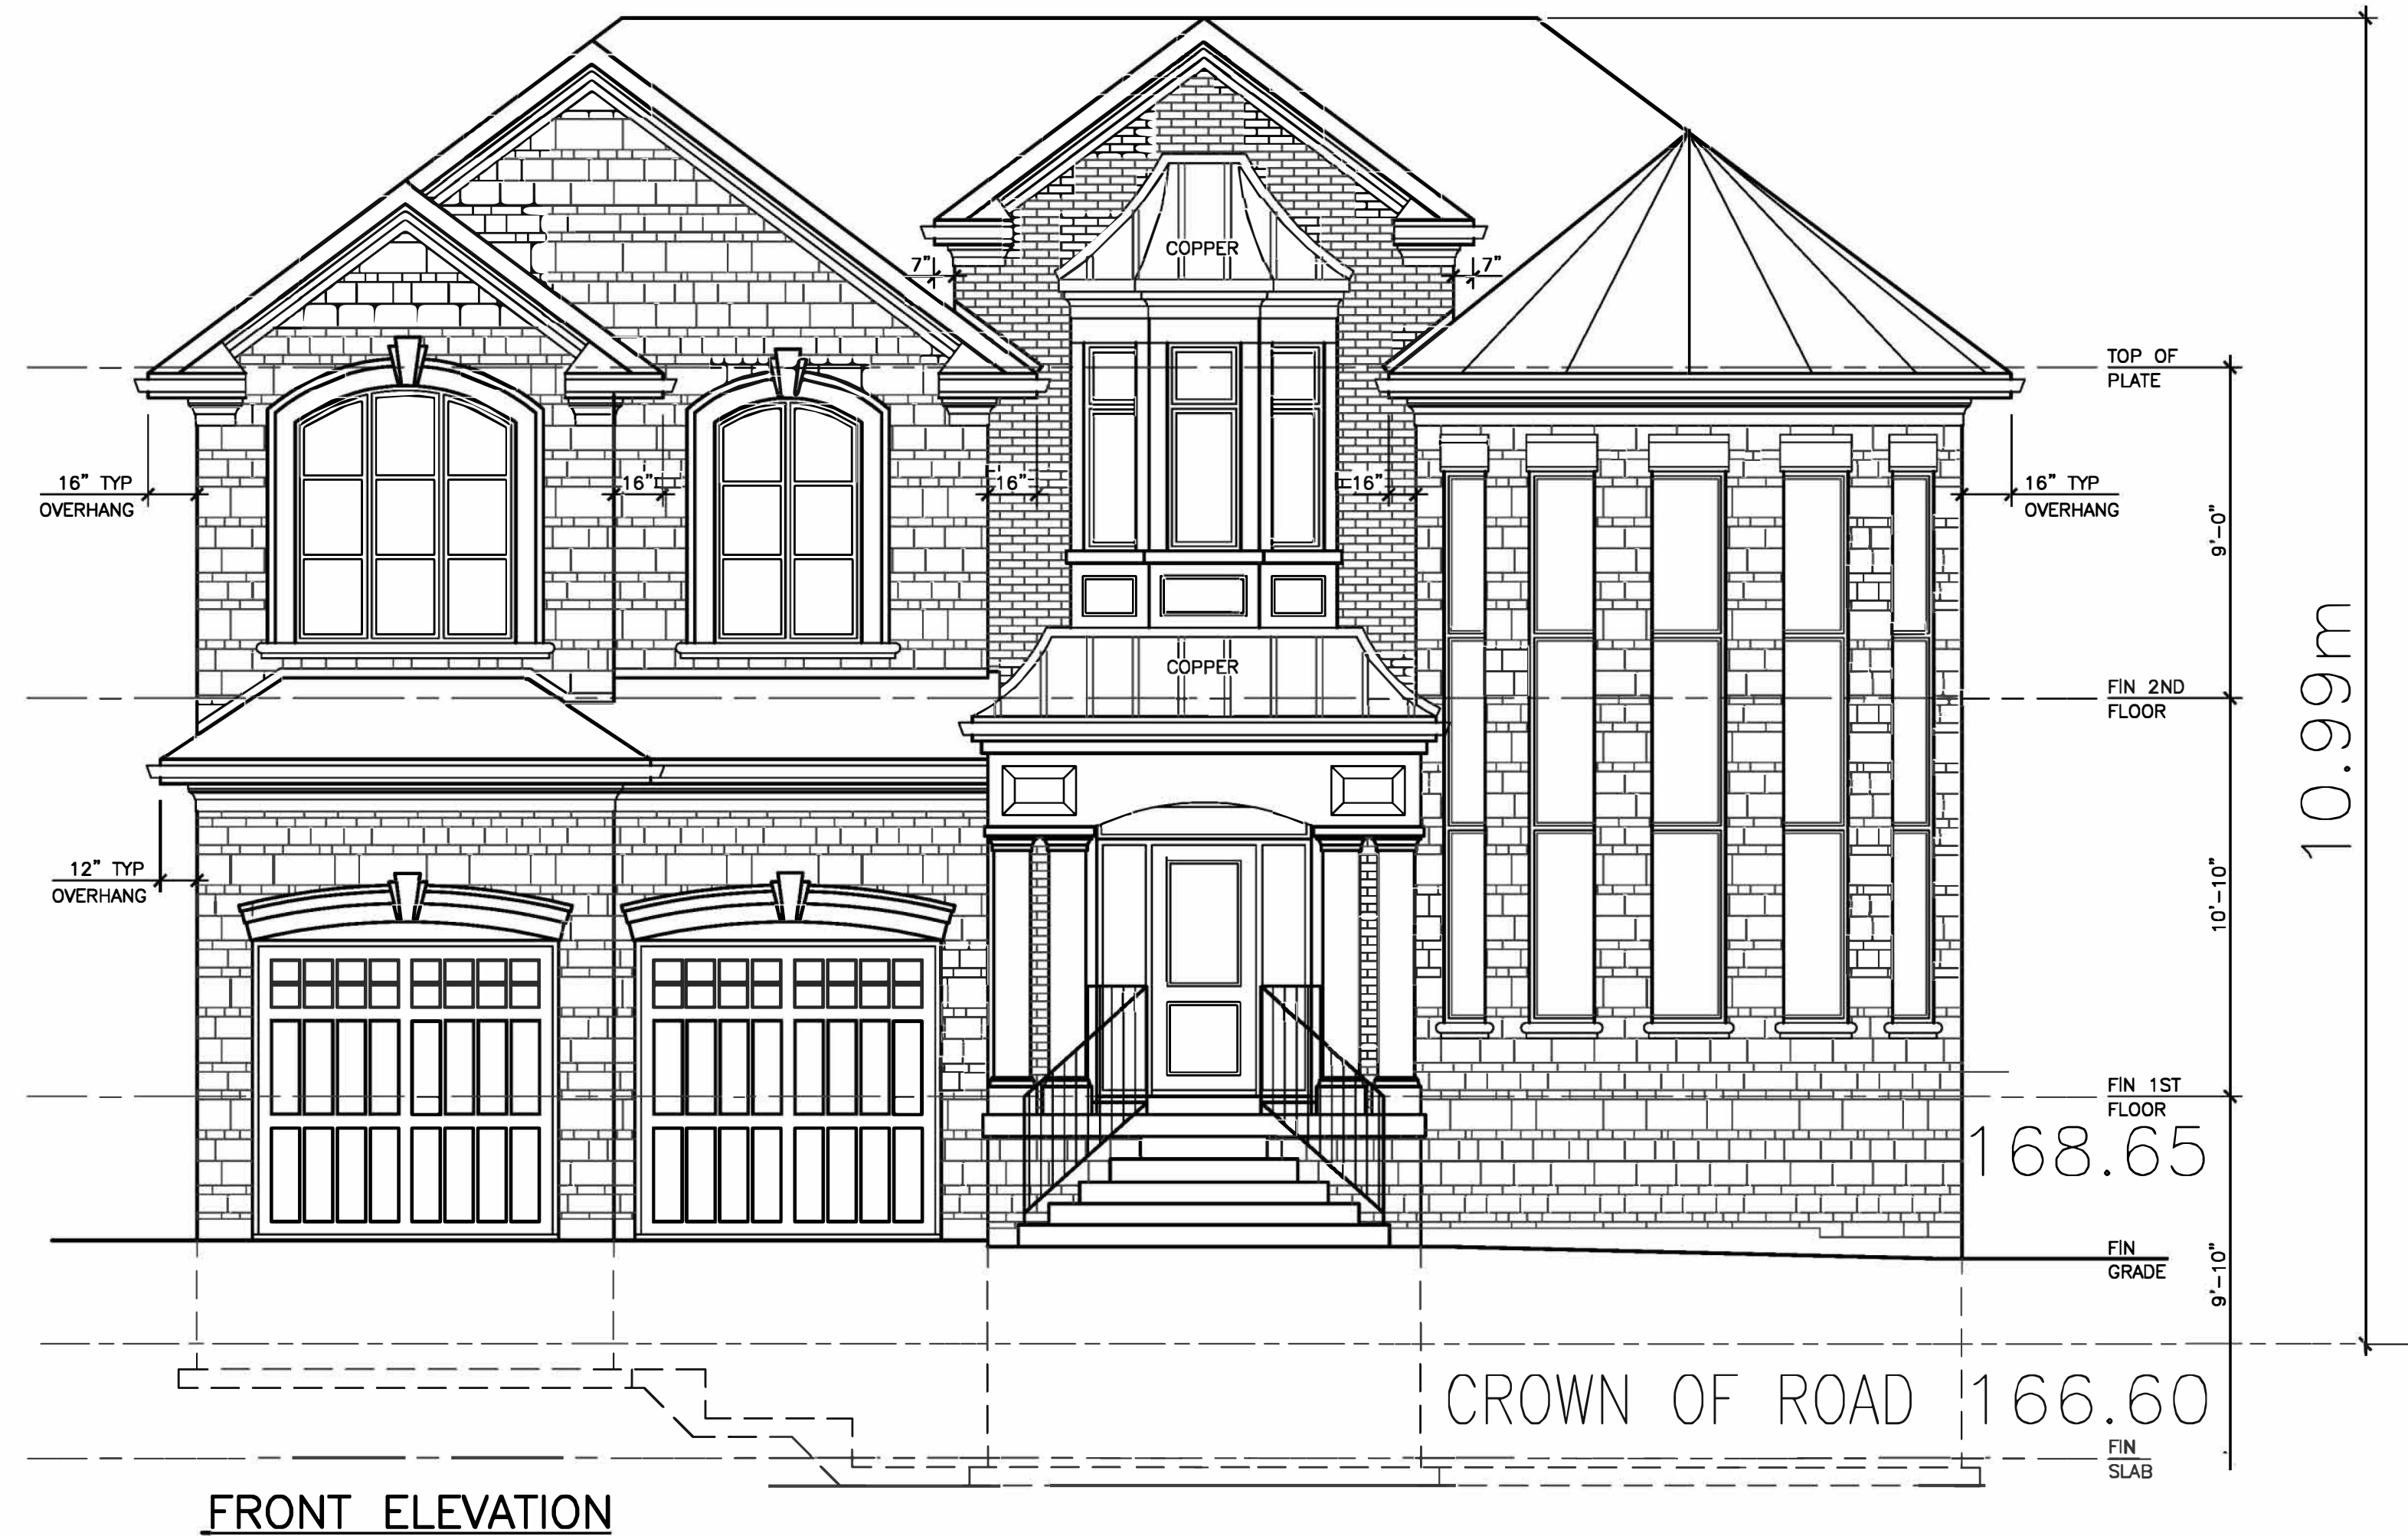 COPPER
7"
7"
TOP OF
PLATE
16" TYP
OVERHANG
16"
16"
16"
16" TYP
OVERHANG
9'-0"
10.99m
COPPER
FIN 2ND
FLOOR
12" TYP
OVERHANG
10'-10"
FIN 1ST
FLOOR
168.65
FIN
GRADE
9'-10"
CROWN OF ROAD 166.60
FIN
SLAB
FRONT ELEVATION